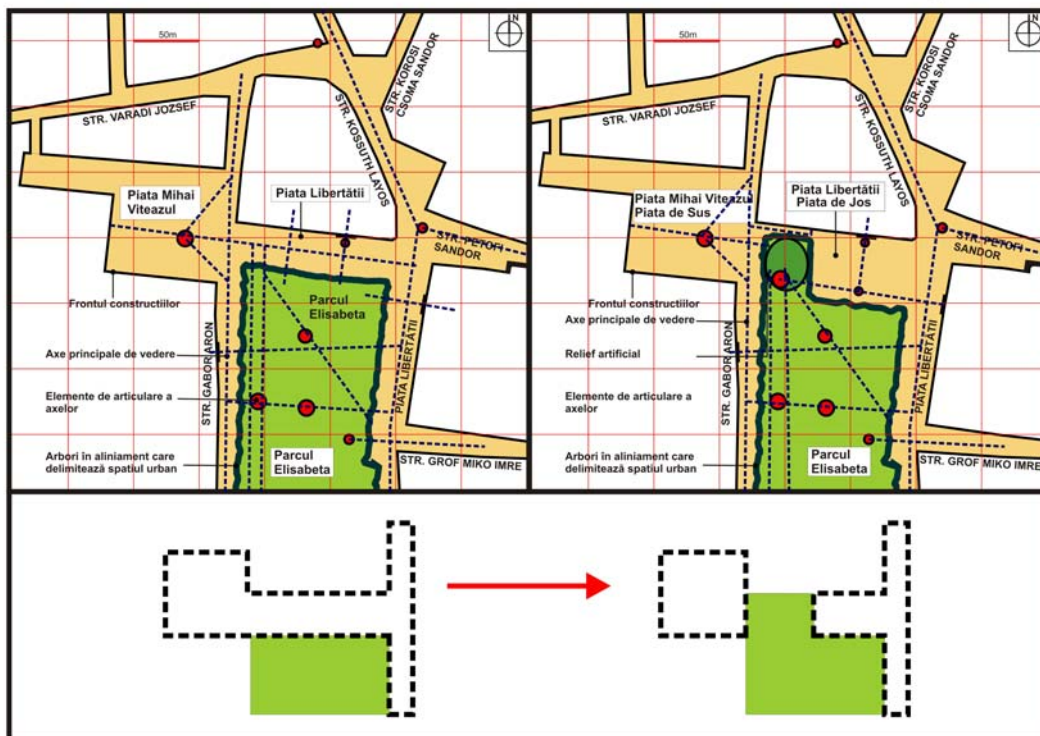 50m
N
STR. VARADI JOZSEF
STR. KOROSI
CSOMA SANDOR
STR. KOSSUTH LAYOS
Piata Mihai
Viteazul
Piata Libertătii
STR. PETOFI
SANDOR
Frontul constructiilor
Parcul
Elisabeta
Axe principale de vedere
STR. GABOR ARON
PIATA LIBERTĂTII
Elemente de articulare a
axelor
Arbori în aliniament care
delimitează spatiul urban
Parcul
Elisabeta
STR. GROF MIKO IMRE
50m
N
STR. VARADI JOZSEF
STR. KOROSI
CSOMA SANDOR
STR. KOSSUTH LAYOS
Piata Mihai Viteazul
Piata de Sus
Piata Libertătii
Piata de Jos
STR. PETOFI
SANDOR
Frontul constructiilor
Axe principale de vedere
Relief artificial
STR. GABOR ARON
PIATA LIBERTĂTII
Elemente de articulare a
axelor
Arbori în aliniament care
delimitează spatiul urban
Parcul
Elisabeta
STR. GROF MIKO IMRE